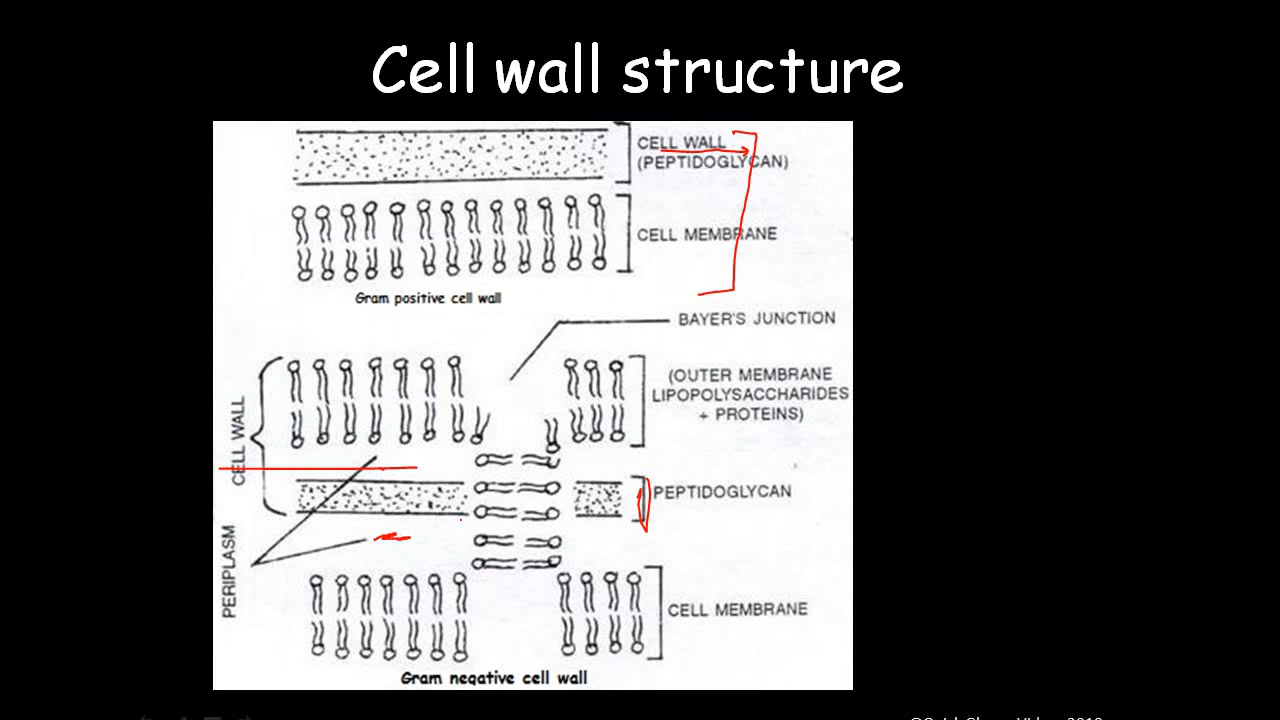 Cell wall structure
CELL WALL
(PEPTIDOGLYCAN)
CELL MEMBRANE
Gram positive cell wall
BAYER'S JUNCTION
(OUTER MEMBRANE
LIPOPOLYSACCHARIDES
+ PROTEINS)
CELL WALL
PEPTIDOGLYCAN
PERIPLASM
CELL MEMBRANE
Gram negative cell wall